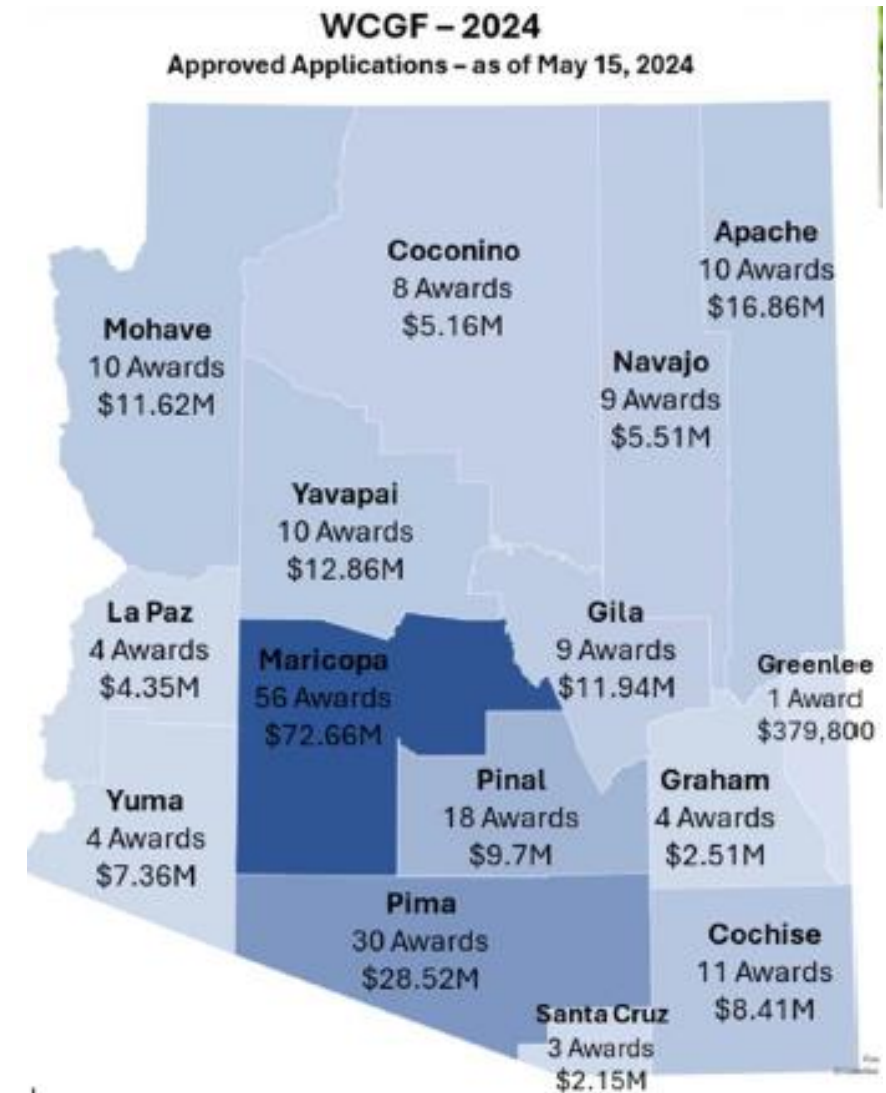 WCGF – 2024
Approved Applications – as of May 15, 2024
Coconino
8 Awards
$5.16M
Apache
10 Awards
$16.86M
Mohave
10 Awards
$11.62M
Navajo
9 Awards
$5.51M
Yavapai
10 Awards
$12.86M
La Paz
4 Awards
$4.35M
Maricopa
56 Awards
$72.66M
Gila
9 Awards
$11.94M
Greenlee
1 Award
$379,800
Yuma
4 Awards
$7.36M
Pinal
18 Awards
$9.7M
Graham
4 Awards
$2.51M
Pima
30 Awards
$28.52M
Cochise
11 Awards
$8.41M
Santa Cruz
3 Awards
$2.15M